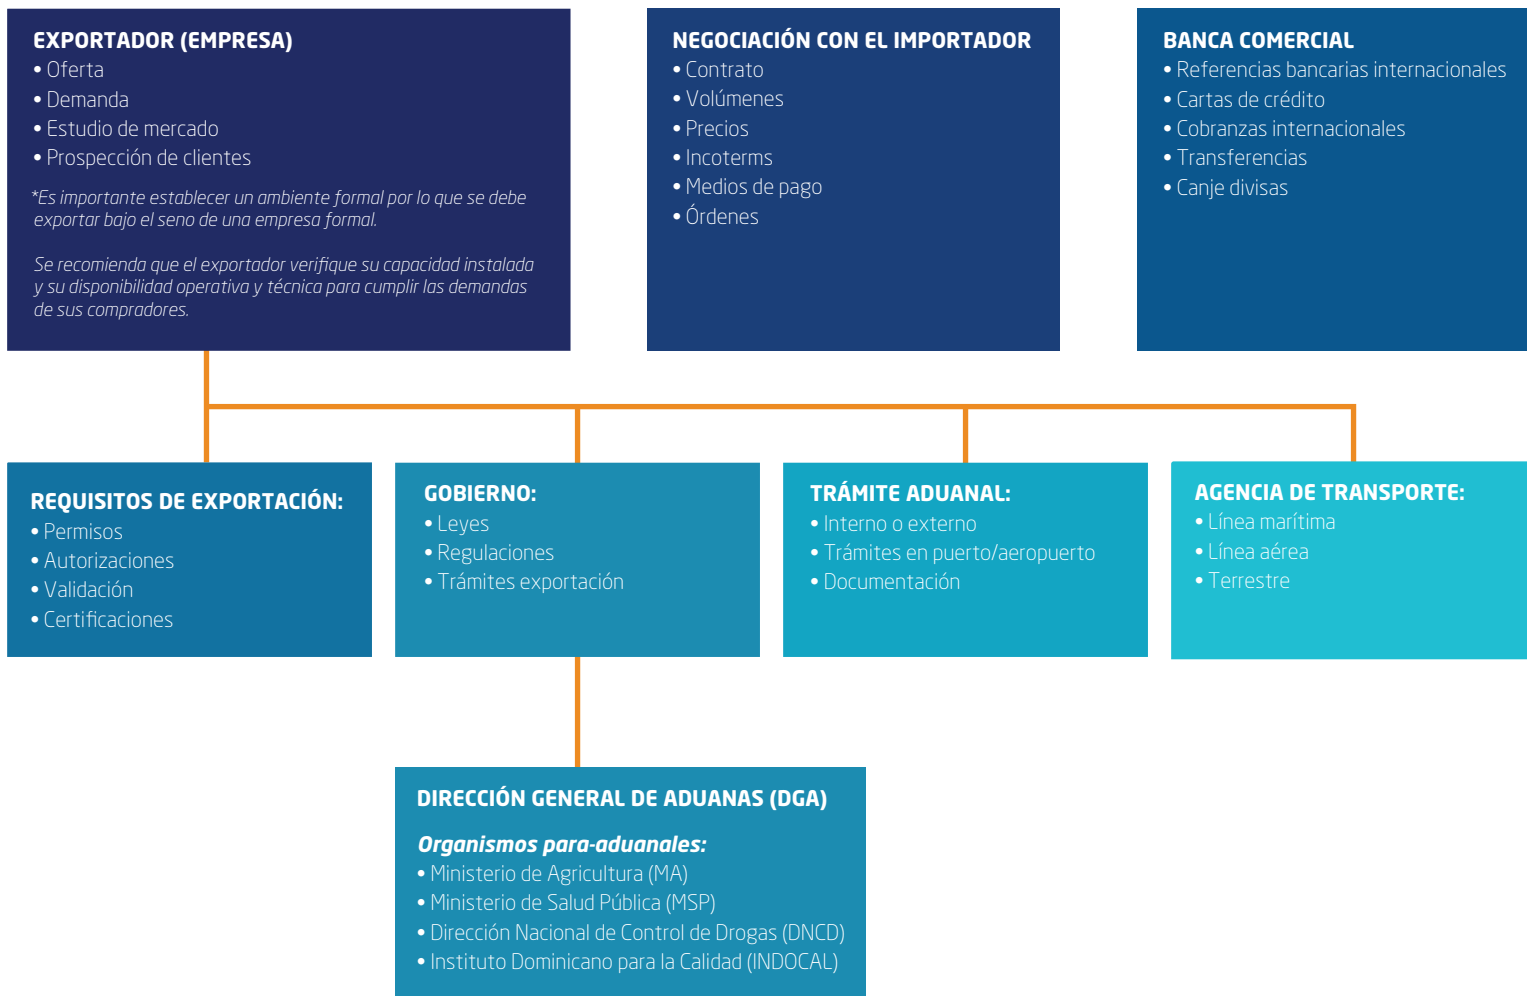 EXPORTADOR (EMPRESA)
• Oferta
• Demanda
• Estudio de mercado
• Prospección de clientes
*Es importante establecer un ambiente formal por lo que se debe
exportar bajo el seno de una empresa formal.
Se recomienda que el exportador verifique su capacidad instalada
y su disponibilidad operativa y técnica para cumplir las demandas
de sus compradores.
NEGOCIACIÓN CON EL IMPORTADOR
• Contrato
• Volúmenes
• Precios
• Incoterms
• Medios de pago
• Órdenes
BANCA COMERCIAL
• Referencias bancarias internacionales
• Cartas de crédito
• Cobranzas internacionales
• Transferencias
• Canje divisas
REQUISITOS DE EXPORTACIÓN:
• Permisos
• Autorizaciones
• Validación
• Certificaciones
GOBIERNO:
• Leyes
• Regulaciones
• Trámites exportación
TRÁMITE ADUANAL:
• Interno o externo
• Trámites en puerto/aeropuerto
• Documentación
AGENCIA DE TRANSPORTE:
• Línea marítima
• Línea aérea
• Terrestre
DIRECCIÓN GENERAL DE ADUANAS (DGA)
Organismos para-aduanales:
• Ministerio de Agricultura (MA)
• Ministerio de Salud Pública (MSP)
• Dirección Nacional de Control de Drogas (DNCD)
• Instituto Dominicano para la Calidad (INDOCAL)